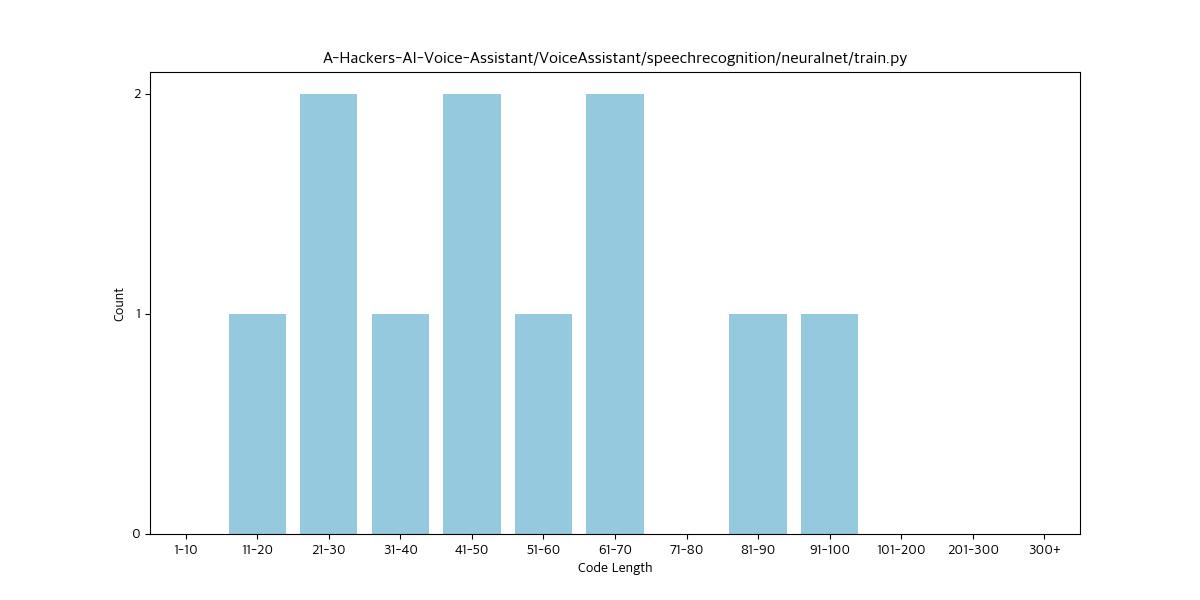 A-Hackers-AI-Voice-Assistant/VoiceAssistant/speechrecognition/neuralnet/train.py
2
1
0
Count
1-10 11-20 21-30 31-40 41-50 51-60 61-70 71-80 81-90 91-100 101-200 201-300 300+
Code Length